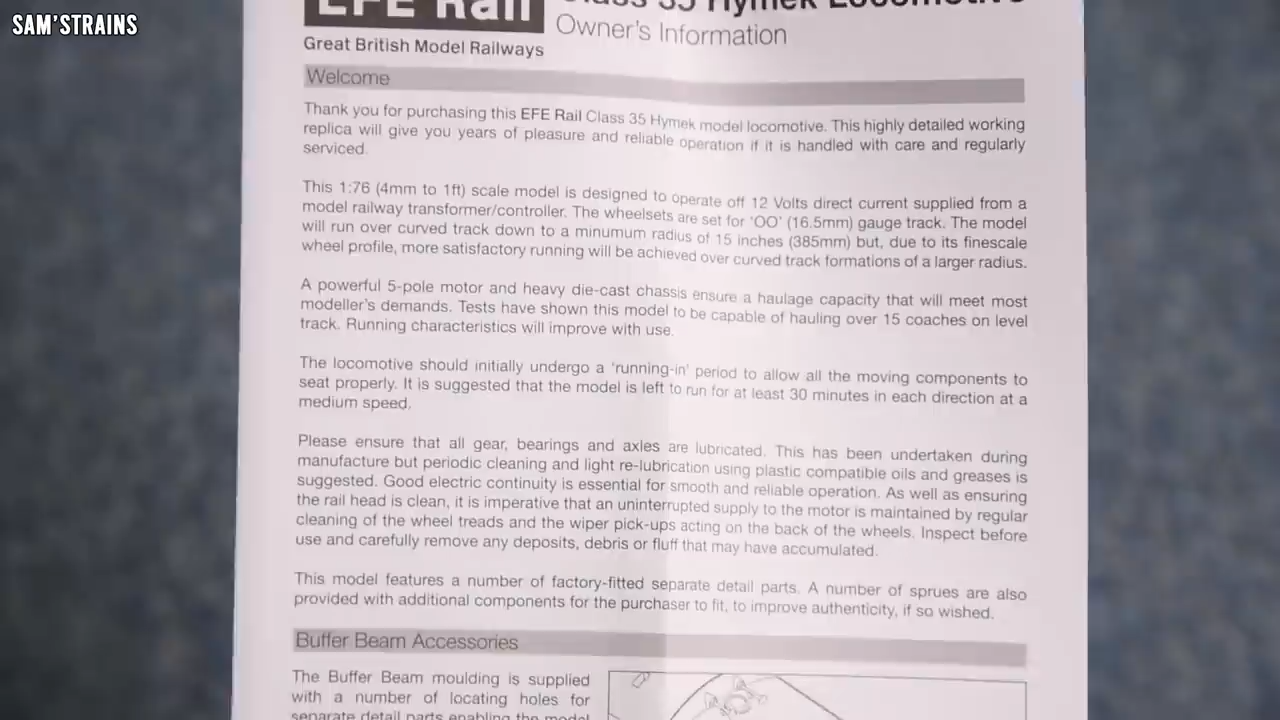 SAM'STRAINS
EFE Rail
Class 35 Hymek Locomotive
Great British Model Railways
Owner's Information
Welcome
Thank you for purchasing this EFE Rail Class 35 Hymek model locomotive. This highly detailed working
replica will give you years of pleasure and reliable operation if it is handled with care and regularly
serviced.
This 1:76 (4mm to 1ft) scale model is designed to operate off 12 Volts direct current supplied from a
model railway transformer/controller. The wheelsets are set for 'OO' (16.5mm) gauge track. The model
will run over curved track down to a minumum radius of 15 inches (385mm) but, due to its finescale
wheel profile, more satisfactory running will be achieved over curved track formations of a larger radius.
A powerful 5-pole motor and heavy die-cast chassis ensure a haulage capacity that will meet most
modeller's demands. Tests have shown this model to be capable of hauling over 15 coaches on level
track. Running characteristics will improve with use.
The locomotive should initially undergo a 'running-in' period to allow all the moving components to
seat properly. It is suggested that the model is left to run for at least 30 minutes in each direction at a
medium speed.
Please ensure that all gear, bearings and axles are lubricated. This has been undertaken during
manufacture but periodic cleaning and light re-lubrication using plastic compatible oils and greases is
suggested. Good electric continuity is essential for smooth and reliable operation. As well as ensuring
the rail head is clean, it is imperative that an uninterrupted supply to the motor is maintained by regular
cleaning of the wheel treads and the wiper pick-ups acting on the back of the wheels. Inspect before
use and carefully remove any deposits, debris or fluff that may have accumulated.
This model features a number of factory-fitted separate detail parts. A number of sprues are also
provided with additional components for the purchaser to fit, to improve authenticity, if so wished.
Buffer Beam Accessories
The Buffer Beam moulding is supplied
with a number of locating holes for
separate detail parts enabling the model